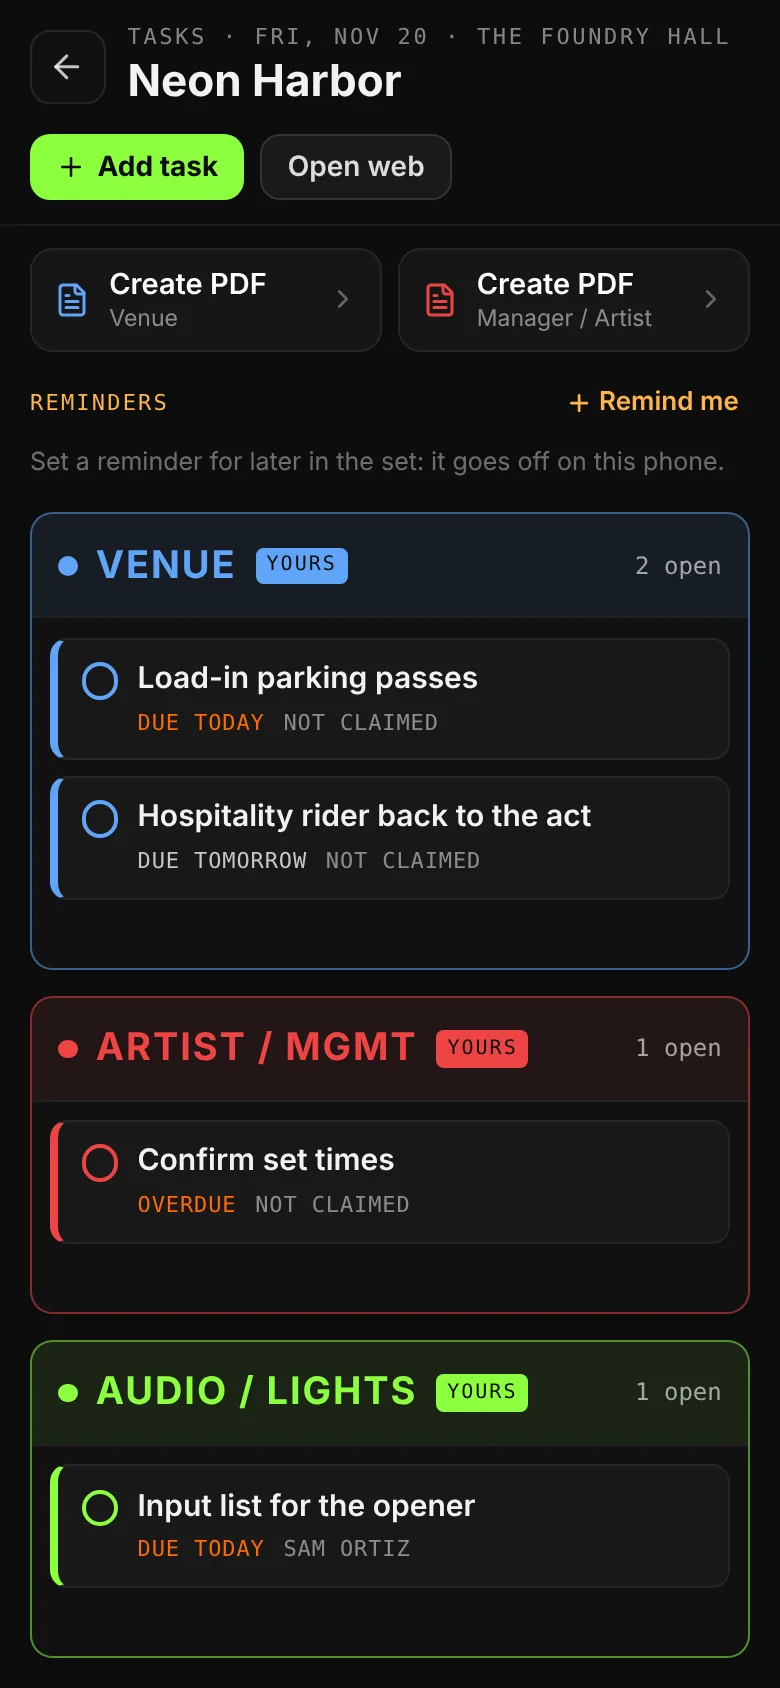 TASKS · FRI, NOV 20 · THE FOUNDRY HALL
Neon Harbor
+ Add task
Open web
Create PDF
Venue
Create PDF
Manager / Artist
REMINDERS
+ Remind me
Set a reminder for later in the set: it goes off on this phone.
VENUE YOURS 2 open
Load-in parking passes
DUE TODAY NOT CLAIMED
Hospitality rider back to the act
DUE TOMORROW NOT CLAIMED
ARTIST / MGMT YOURS 1 open
Confirm set times
OVERDUE NOT CLAIMED
AUDIO / LIGHTS YOURS 1 open
Input list for the opener
DUE TODAY SAM ORTIZ